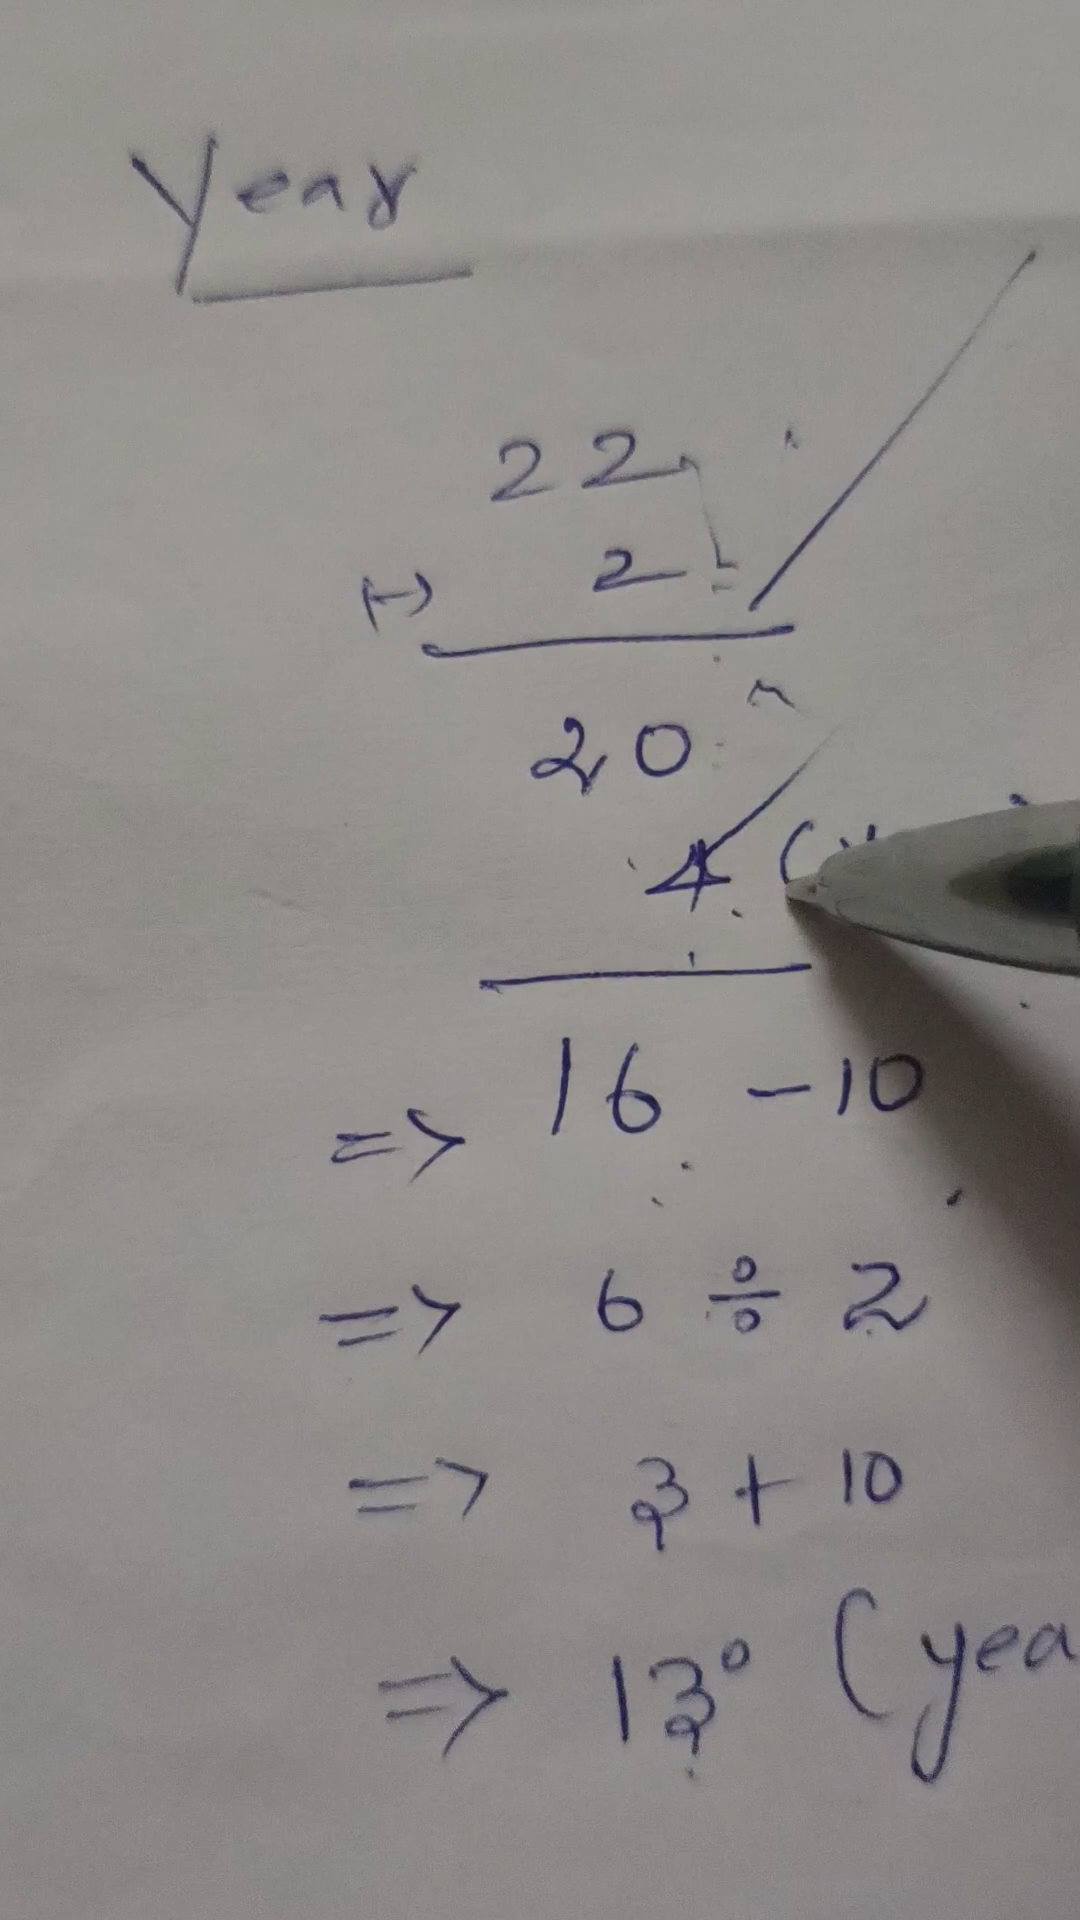 Year
22
(-) 2
20
4 (
=> 16 - 10
=> 6 ÷ 2
=> 3 + 10
=> 13° (yea